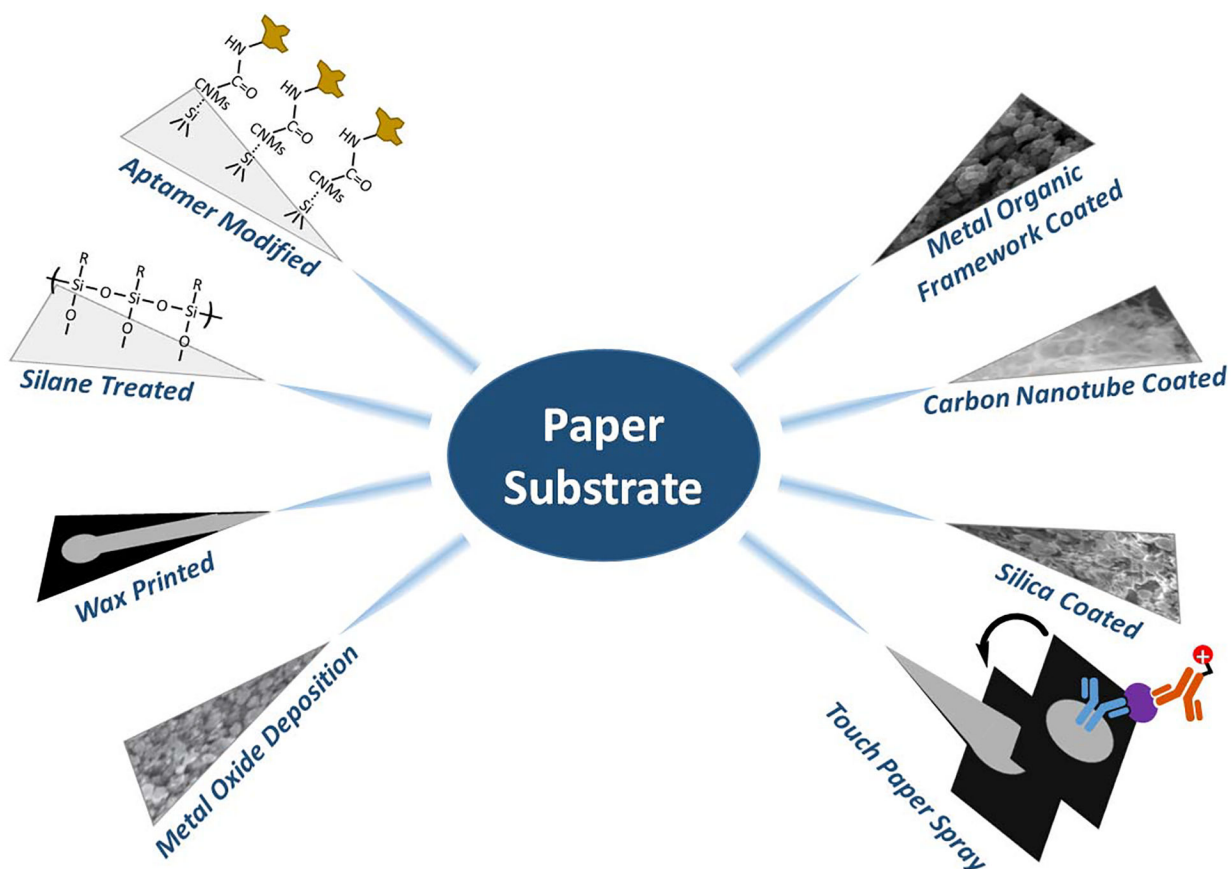 HN
C=O
CNMs
Si
HN
C=O
CNMs
Si
HN
C=O
CNMs
Si
Aptamer Modified
R R R
Si O Si O Si
O O O
Silane Treated
Wax Printed
Metal Oxide Deposition
Paper
Substrate
Metal Organic
Framework Coated
Carbon Nanotube Coated
Silica Coated
+
Touch Paper Spray